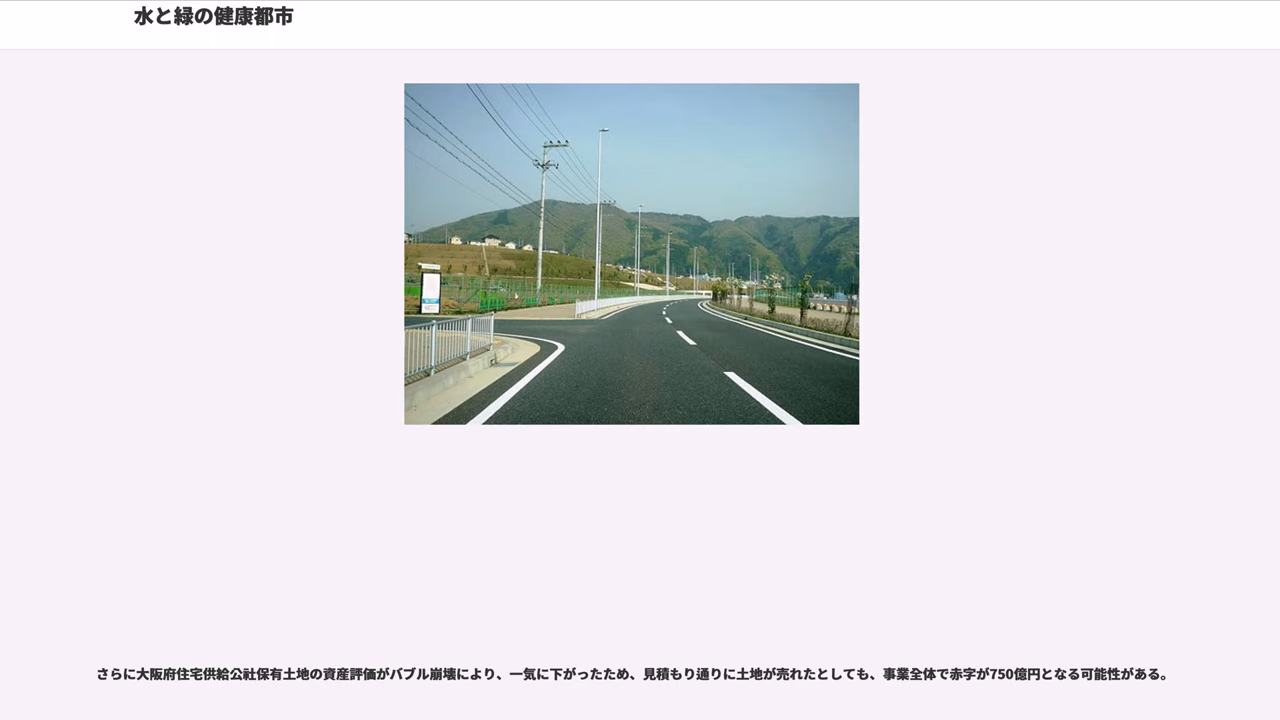 水と緑の健康都市
さらに大阪府住宅供給公社保有土地の資産評価がバブル崩壊により、一気に下がったため、見積もり通りに土地が売れたとしても、事業全体で赤字が750億円となる可能性がある。